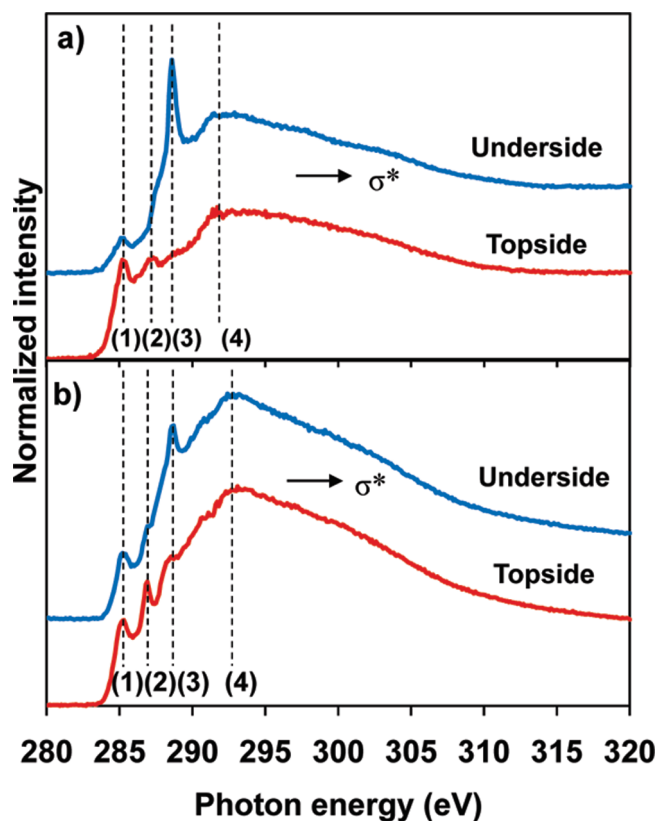 a)
Underside
→ σ*
Topside
(1) (2) (3) (4)
b)
Underside
→ σ*
Topside
(1) (2) (3) (4)
Normalized intensity
280 285 290 295 300 305 310 315 320
Photon energy (eV)